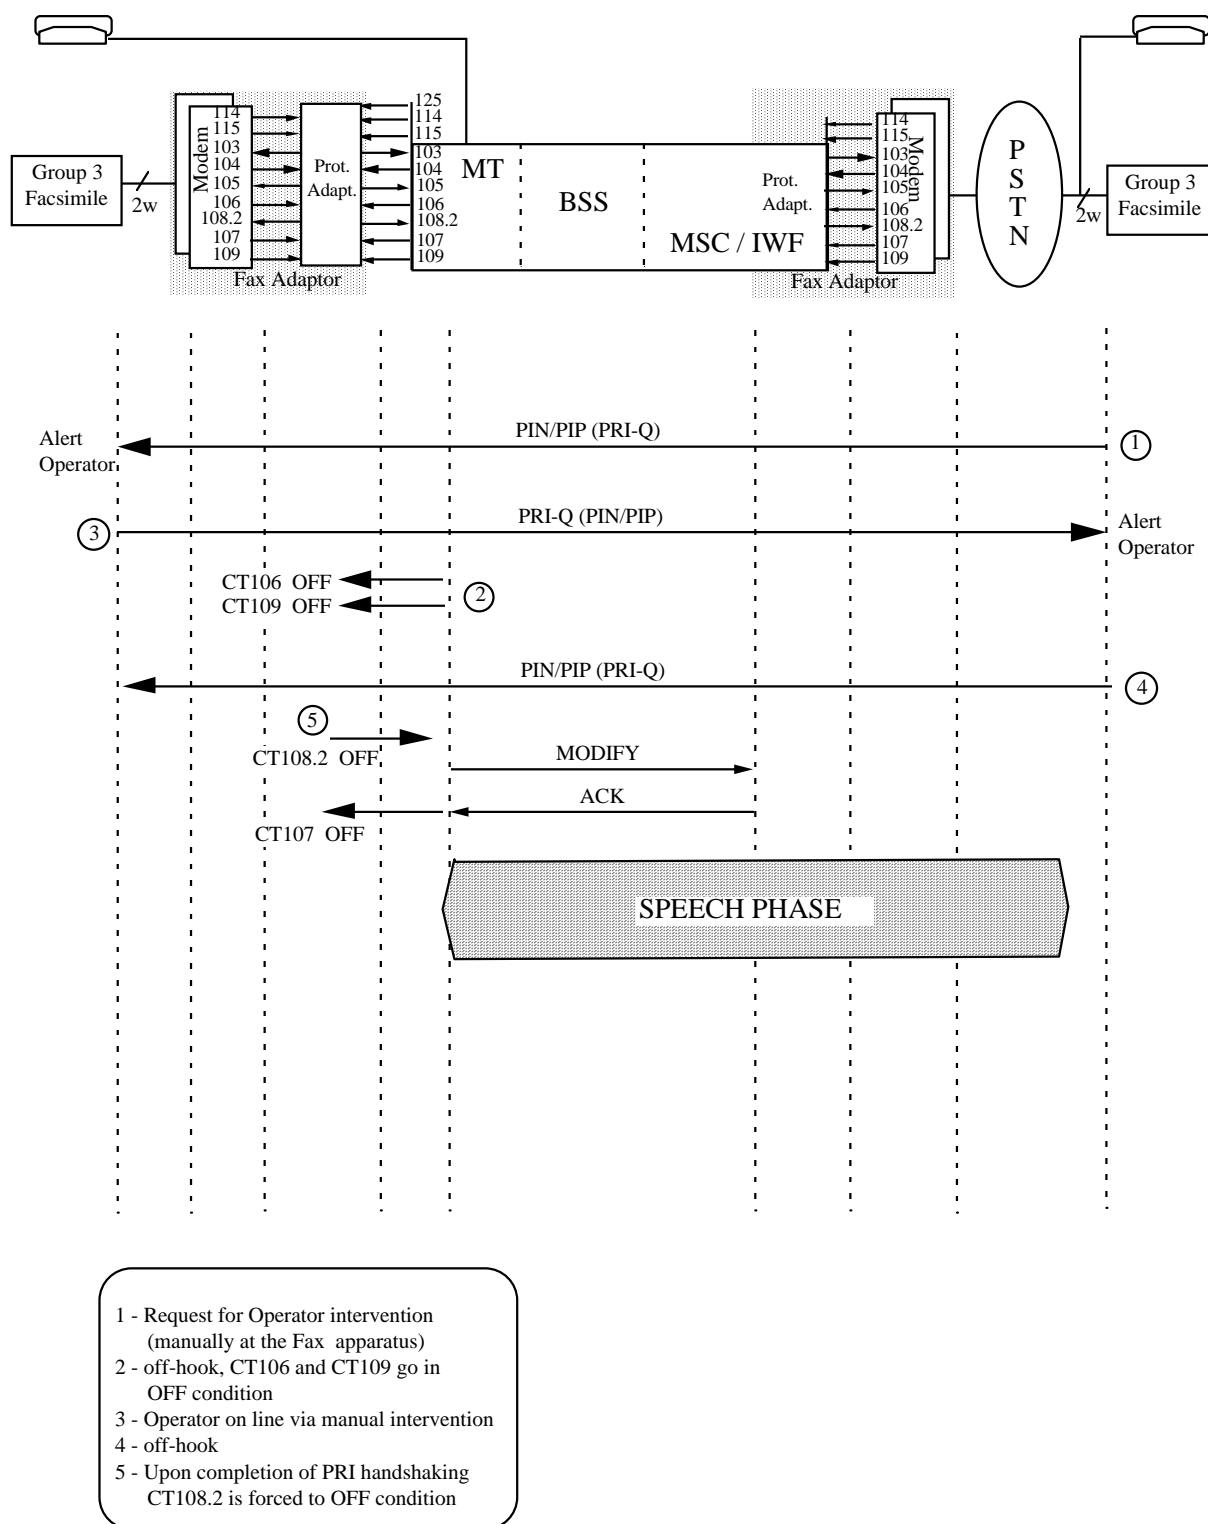 Group 3
Facsimile
2w
Modem
114
115
103
104
105
106
108.2
107
109
Prot.
Adapt.
Fax Adaptor
125
114
115
103
104
105
106
108.2
107
109
MT
BSS
MSC / IWF
Prot.
Adapt.
Fax Adaptor
114
115
103
104
105
106
108.2
107
109
Modem
P
S
T
N
2w
Group 3
Facsimile
Alert
Operator
PIN/PIP (PRI-Q)
1
3
PRI-Q (PIN/PIP)
Alert
Operator
CT106 OFF
CT109 OFF
2
PIN/PIP (PRI-Q)
4
5
CT108.2 OFF
MODIFY
ACK
CT107 OFF
SPEECH PHASE
1 - Request for Operator intervention
(manually at the Fax apparatus)
2 - off-hook, CT106 and CT109 go in
OFF condition
3 - Operator on line via manual intervention
4 - off-hook
5 - Upon completion of PRI handshaking
CT108.2 is forced to OFF condition